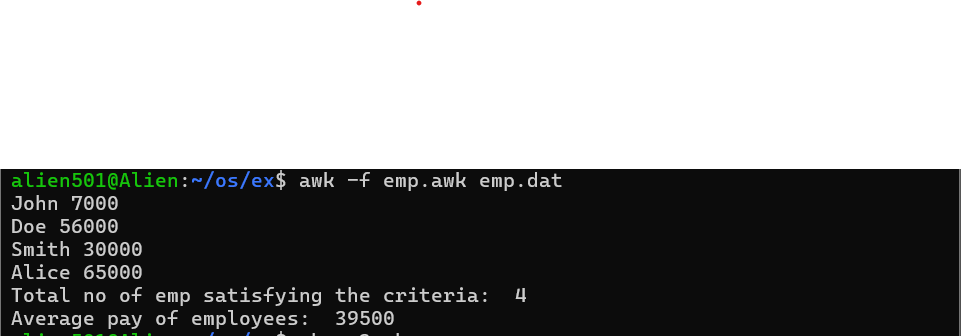 alien501@Alien:~/os/ex$ awk -f emp.awk emp.dat
John 7000
Doe 56000
Smith 30000
Alice 65000
Total no of emp satisfying the criteria:  4
Average pay of employees:  39500